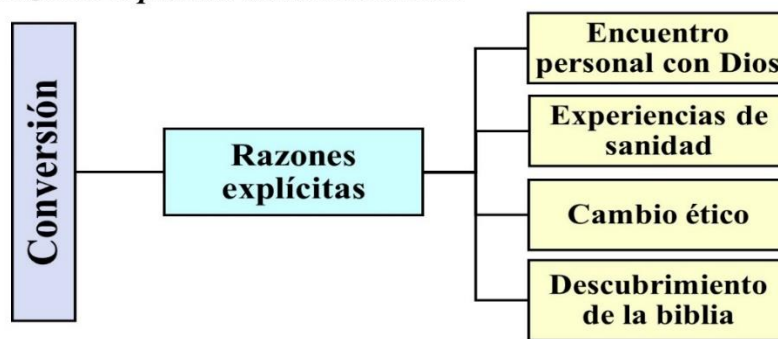 Conversión
Razones
explícitas
Encuentro
personal con Dios
Experiencias de
sanidad
Cambio ético
Descubrimiento
de la biblia